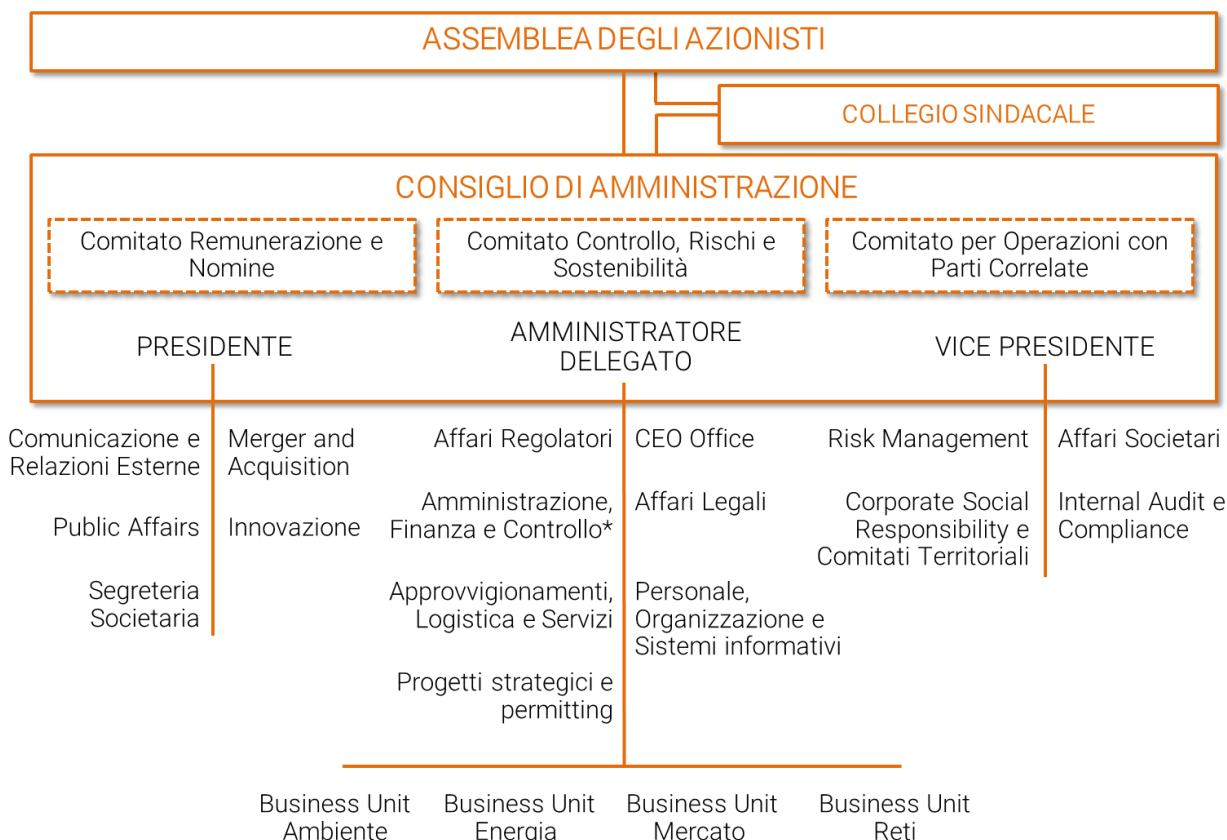 ASSEMBLEA DEGLI AZIONISTI
COLLEGIO SINDACALE
CONSIGLIO DI AMMINISTRAZIONE
Comitato Remunerazione e
Nomine
Comitato Controllo, Rischi e
Sostenibilità
Comitato per Operazioni con
Parti Correlate
PRESIDENTE
AMMINISTRATORE
DELEGATO
VICE PRESIDENTE
Comunicazione e
Relazioni Esterne
Merger and
Acquisition
Public Affairs
Innovazione
Segreteria
Societaria
Affari Regolatori
CEO Office
Amministrazione,
Finanza e Controllo*
Affari Legali
Approvvigionamenti,
Logistica e Servizi
Personale,
Organizzazione e
Sistemi informativi
Progetti strategici e
permitting
Risk Management
Affari Societari
Corporate Social
Responsibility e
Comitati Territoriali
Internal Audit e
Compliance
Business Unit
Ambiente
Business Unit
Energia
Business Unit
Mercato
Business Unit
Reti